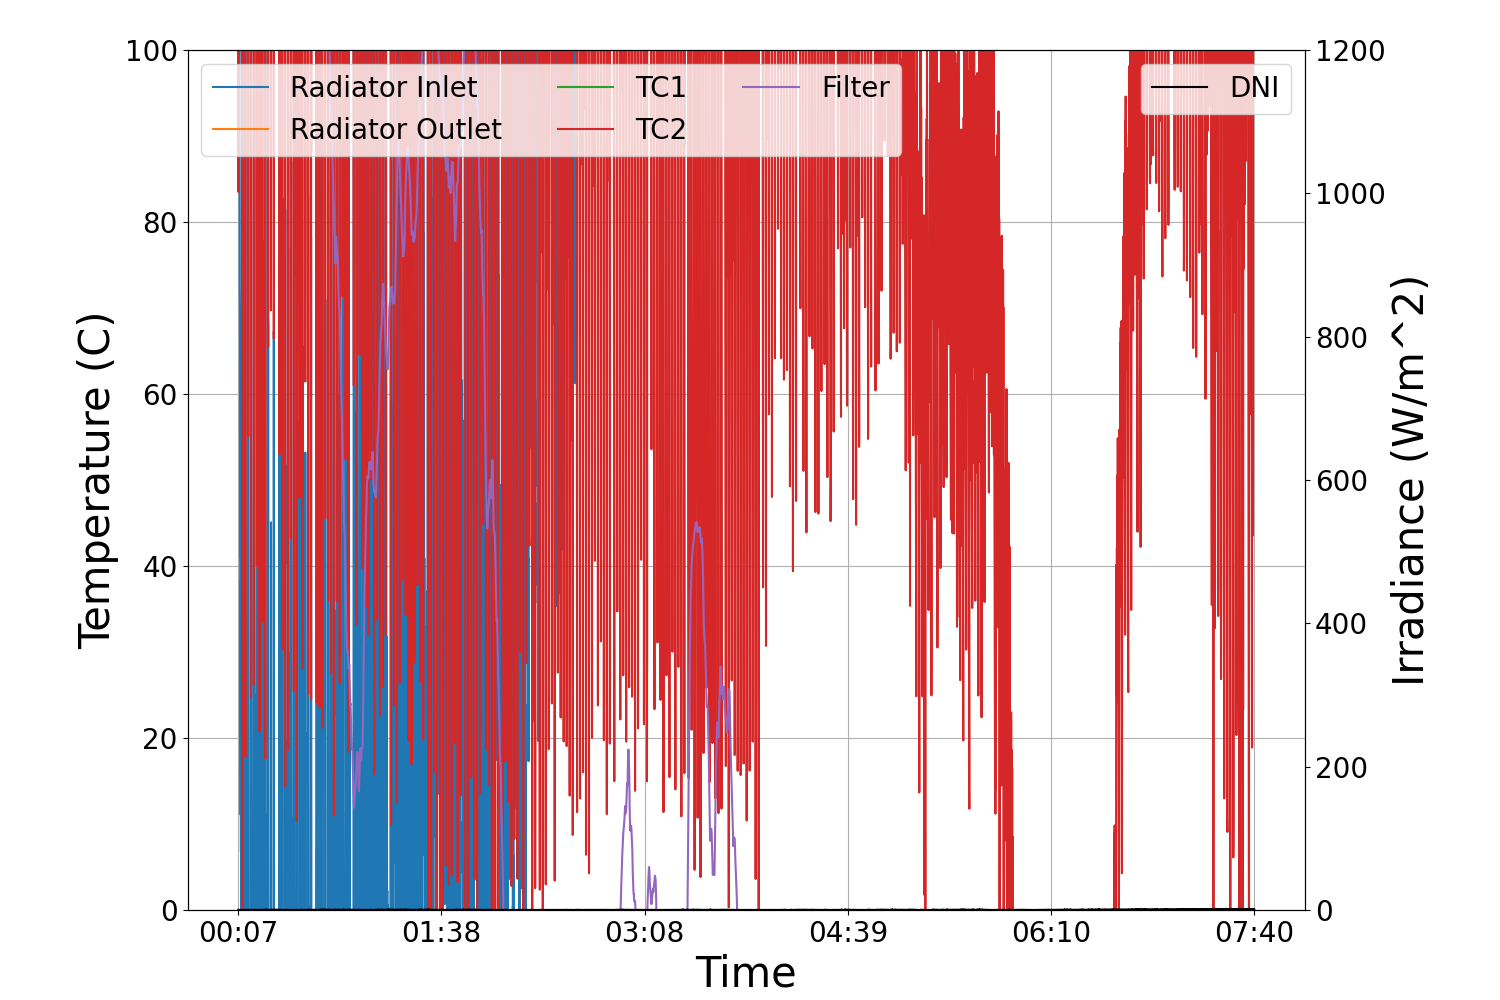 Radiator Inlet
Radiator Outlet
TC1
TC2
Filter
DNI
100
80
60
40
20
0
Temperature (C)
1200
1000
800
600
400
200
0
Irradiance (W/m^2)
00:07 01:38 03:08 04:39 06:10 07:40
Time